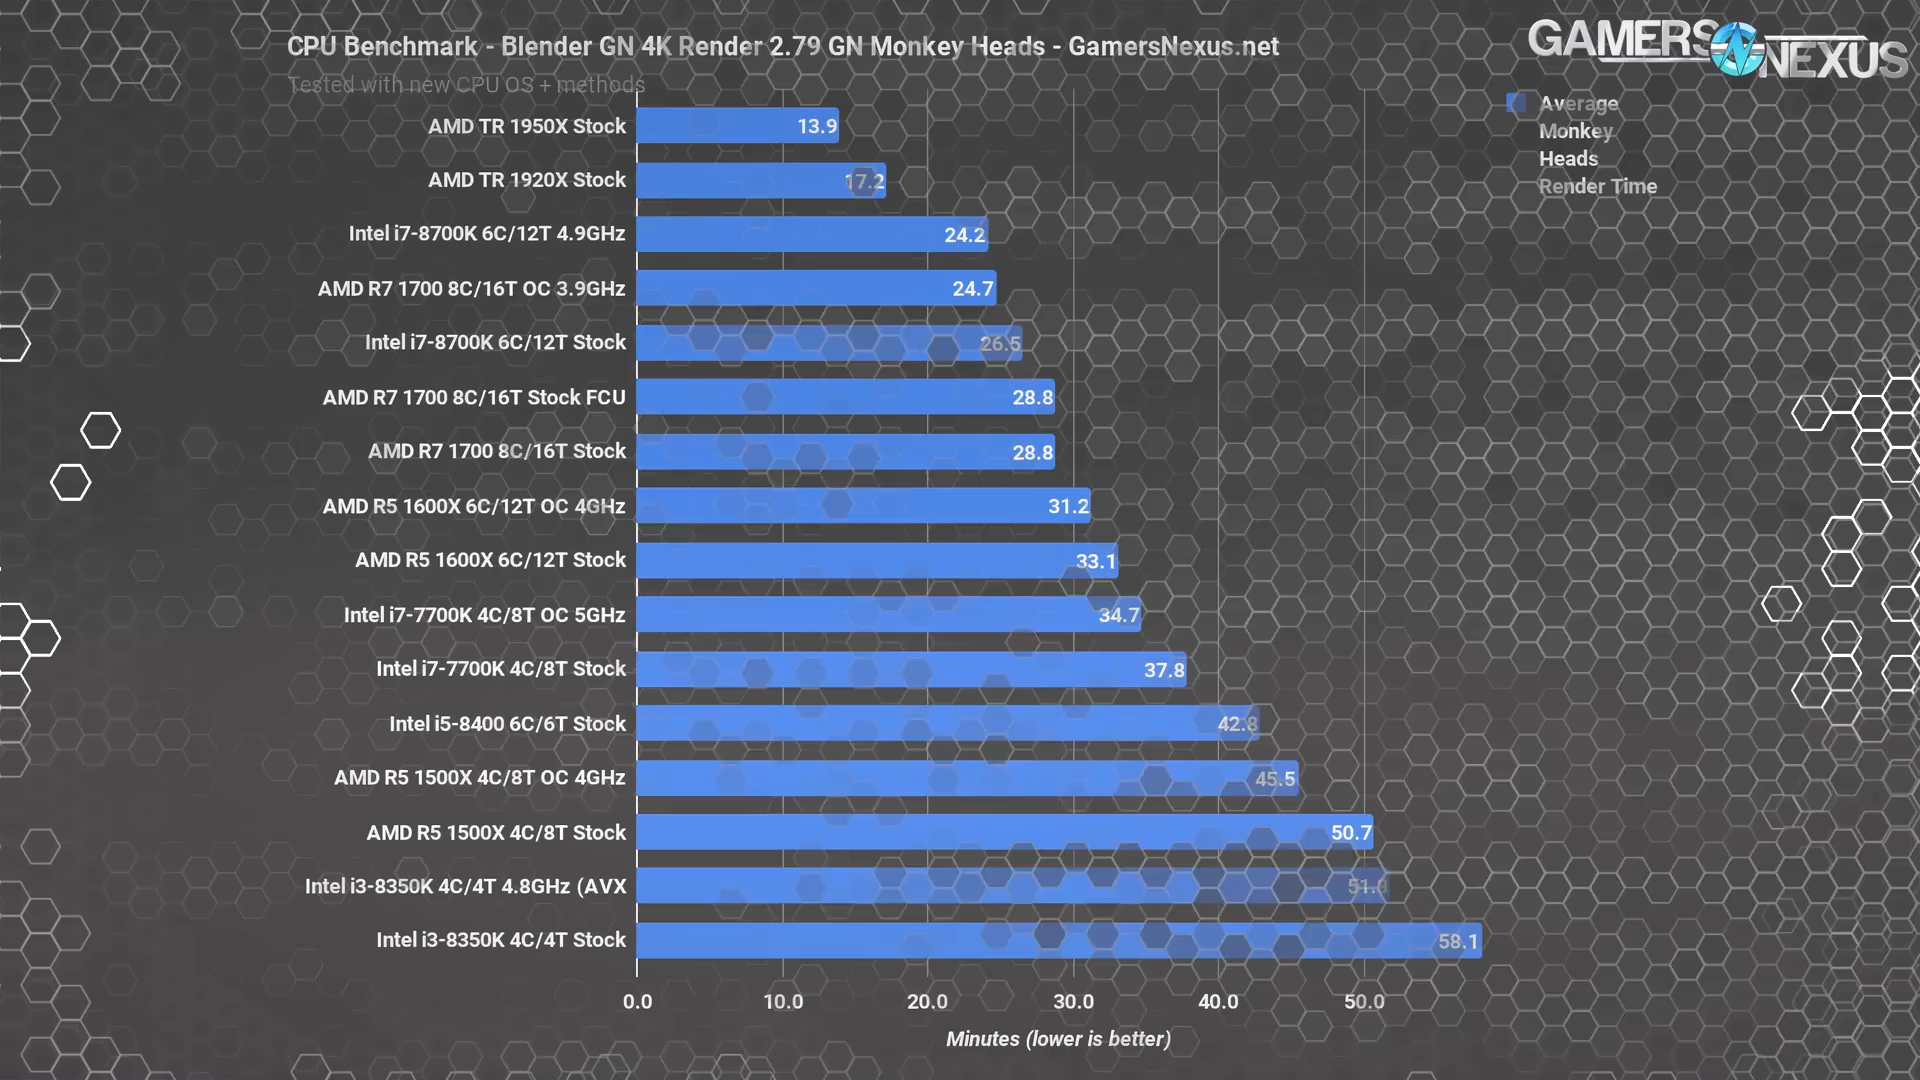 CPU Benchmark - Blender GN 4K Render 2.79 GN Monkey Heads - GamersNexus.net
GAMERS NEXUS
Tested with new CPU OS + methods
Average
Monkey
Heads
Render Time
AMD TR 1950X Stock 13.9
AMD TR 1920X Stock 17.2
Intel i7-8700K 6C/12T 4.9GHz 24.2
AMD R7 1700 8C/16T OC 3.9GHz 24.7
Intel i7-8700K 6C/12T Stock 26.5
AMD R7 1700 8C/16T Stock FCU 28.8
AMD R7 1700 8C/16T Stock 28.8
AMD R5 1600X 6C/12T OC 4GHz 31.2
AMD R5 1600X 6C/12T Stock 33.1
Intel i7-7700K 4C/8T OC 5GHz 34.7
Intel i7-7700K 4C/8T Stock 37.8
Intel i5-8400 6C/6T Stock 42.8
AMD R5 1500X 4C/8T OC 4GHz 45.5
AMD R5 1500X 4C/8T Stock 50.7
Intel i3-8350K 4C/4T 4.8GHz (AVX
Intel i3-8350K 4C/4T Stock 58.1
0.0 10.0 20.0 30.0 40.0 50.0
Minutes (lower is better)